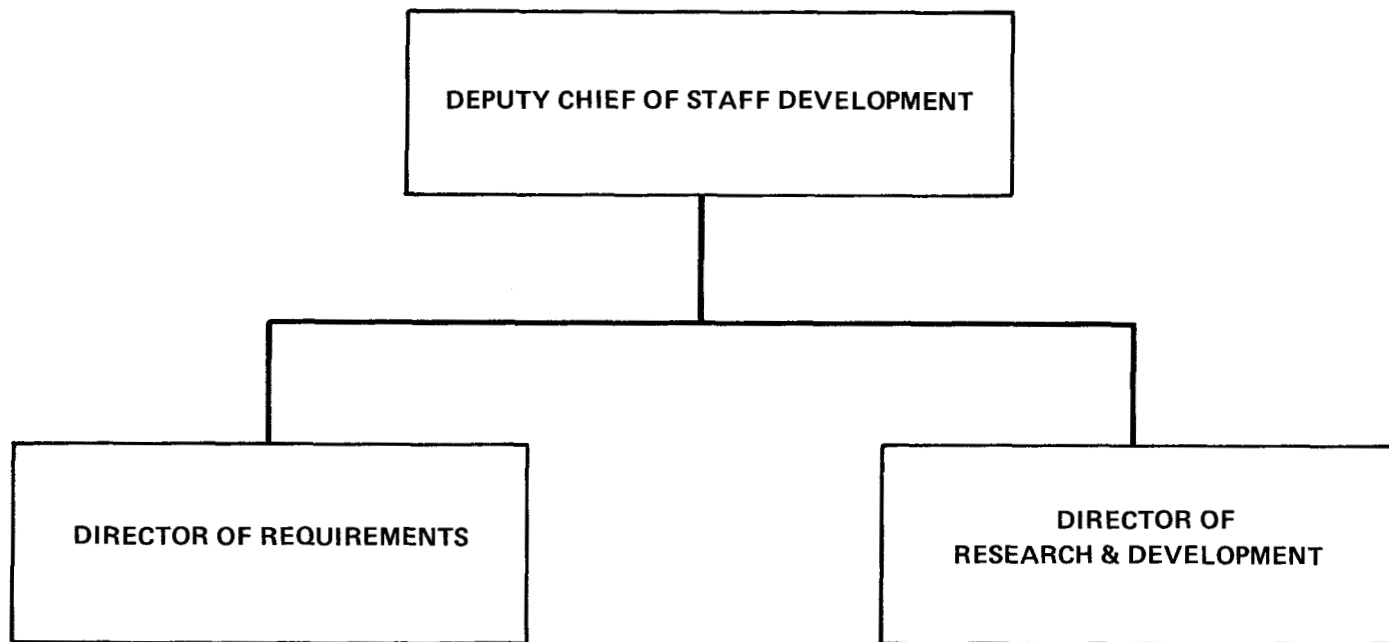 DEPUTY CHIEF OF STAFF DEVELOPMENT
DIRECTOR OF REQUIREMENTS
DIRECTOR OF
RESEARCH & DEVELOPMENT